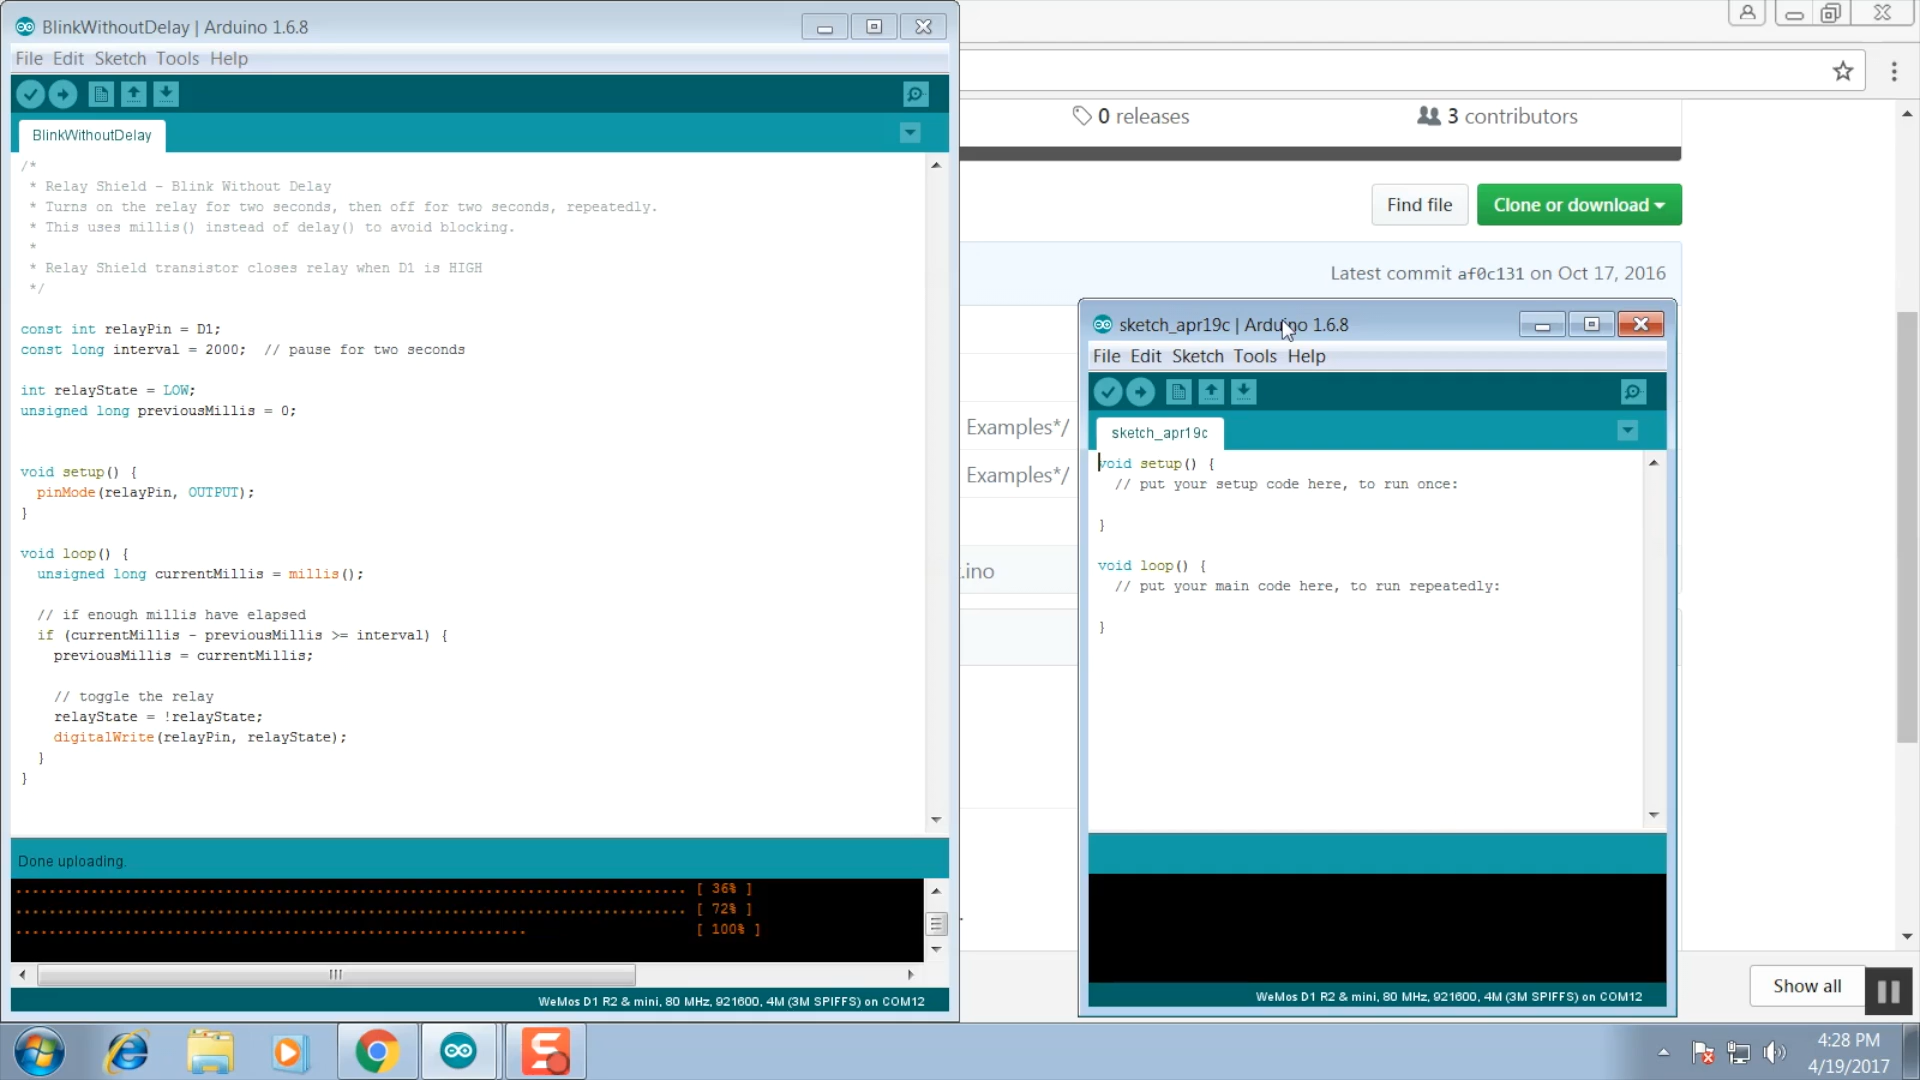 BlinkWithoutDelay | Arduino 1.6.8
File Edit Sketch Tools Help
BlinkWithoutDelay
/*
* Relay Shield - Blink Without Delay
* Turns on the relay for two seconds, then off for two seconds, repeatedly.
* This uses millis() instead of delay() to avoid blocking.
*
* Relay Shield transistor closes relay when D1 is HIGH
*/
const int relayPin = D1;
const long interval = 2000;  // pause for two seconds
int relayState = LOW;
unsigned long previousMillis = 0;
void setup() {
pinMode(relayPin, OUTPUT);
}
void loop() {
unsigned long currentMillis = millis();
// if enough millis have elapsed
if (currentMillis - previousMillis >= interval) {
previousMillis = currentMillis;
// toggle the relay
relayState = !relayState;
digitalWrite(relayPin, relayState);
}
}
Done uploading.
................................................................................ [ 36% ]
................................................................................ [ 72% ]
............................................................. [ 100% ]
WeMos D1 R2 & mini, 80 MHz, 921600, 4M (3M SPIFFS) on COM12
0 releases
3 contributors
Find file
Clone or download
Latest commit af0c131 on Oct 17, 2016
Examples*/
Examples*/
.ino
sketch_apr19c | Arduino 1.6.8
File Edit Sketch Tools Help
sketch_apr19c
void setup() {
// put your setup code here, to run once:
}
void loop() {
// put your main code here, to run repeatedly:
}
WeMos D1 R2 & mini, 80 MHz, 921600, 4M (3M SPIFFS) on COM12
Show all
4:28 PM
4/19/2017